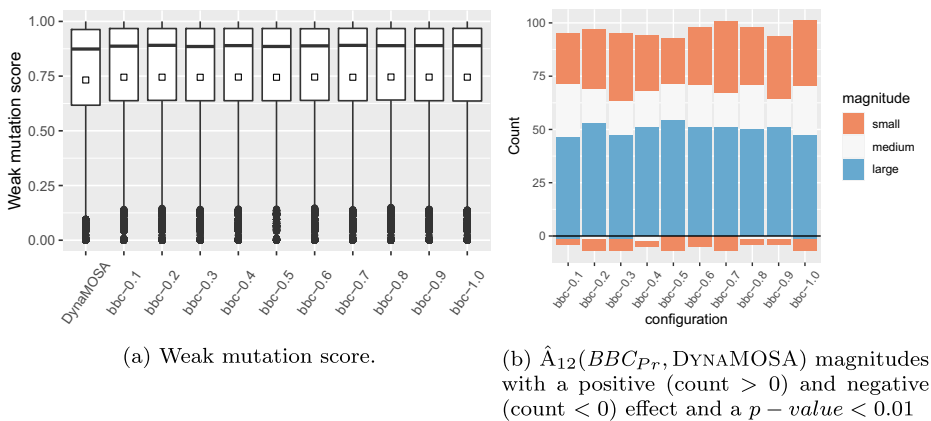 Weak mutation score
1.00
0.75
0.50
0.25
0.00
DynaMOSA
bbc−0.1
bbc−0.2
bbc−0.3
bbc−0.4
bbc−0.5
bbc−0.6
bbc−0.7
bbc−0.8
bbc−0.9
bbc−1.0
(a) Weak mutation score.
Count
100
75
50
25
0
bbc−0.1
bbc−0.2
bbc−0.3
bbc−0.4
bbc−0.5
bbc−0.6
bbc−0.7
bbc−0.8
bbc−0.9
bbc−1.0
configuration
magnitude
small
medium
large
(b) Â12(BBCPr, DYNAMOSA) magnitudes
with a positive (count > 0) and negative
(count < 0) effect and a p − value < 0.01